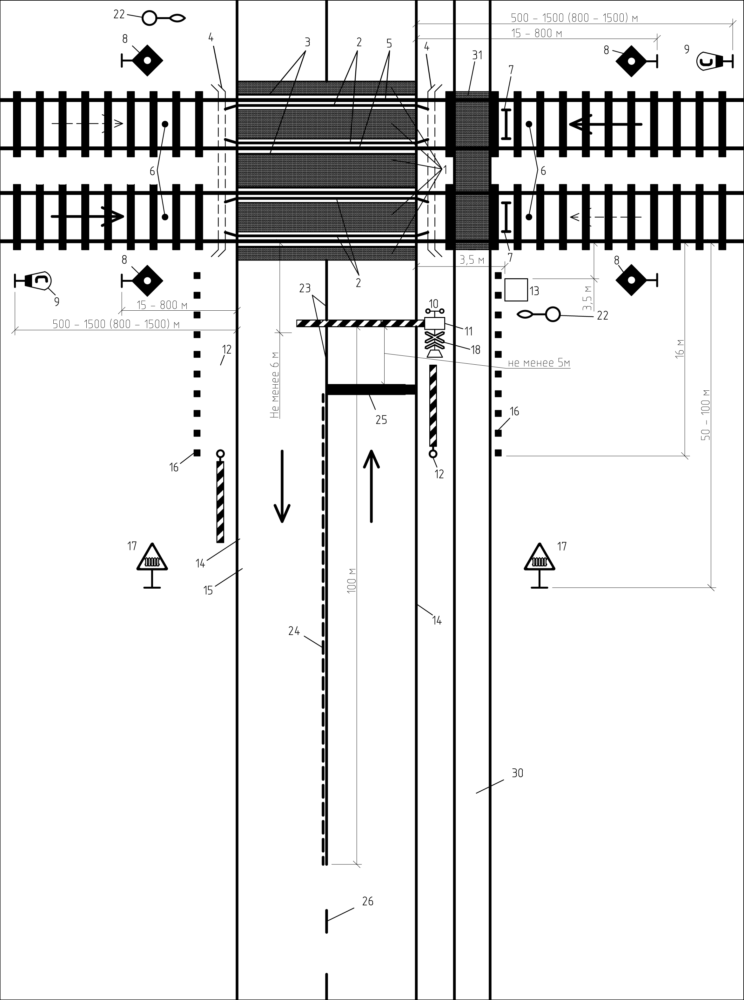 22
500 – 1500 (800 – 1500) м
15 – 800 м
8
4
3
2
5
4
31
8
9
7
С
6
1
6
8
7
3,5 м
8
С
9
13
3,5 м
2
23
15 – 800 м
10
22
500 – 1500 (800 – 1500) м
11
12
18
16 м
Не менее 6 м
не менее 5м
25
16
50 – 100 м
16
12
17
17
14
15
100 м
14
24
30
26